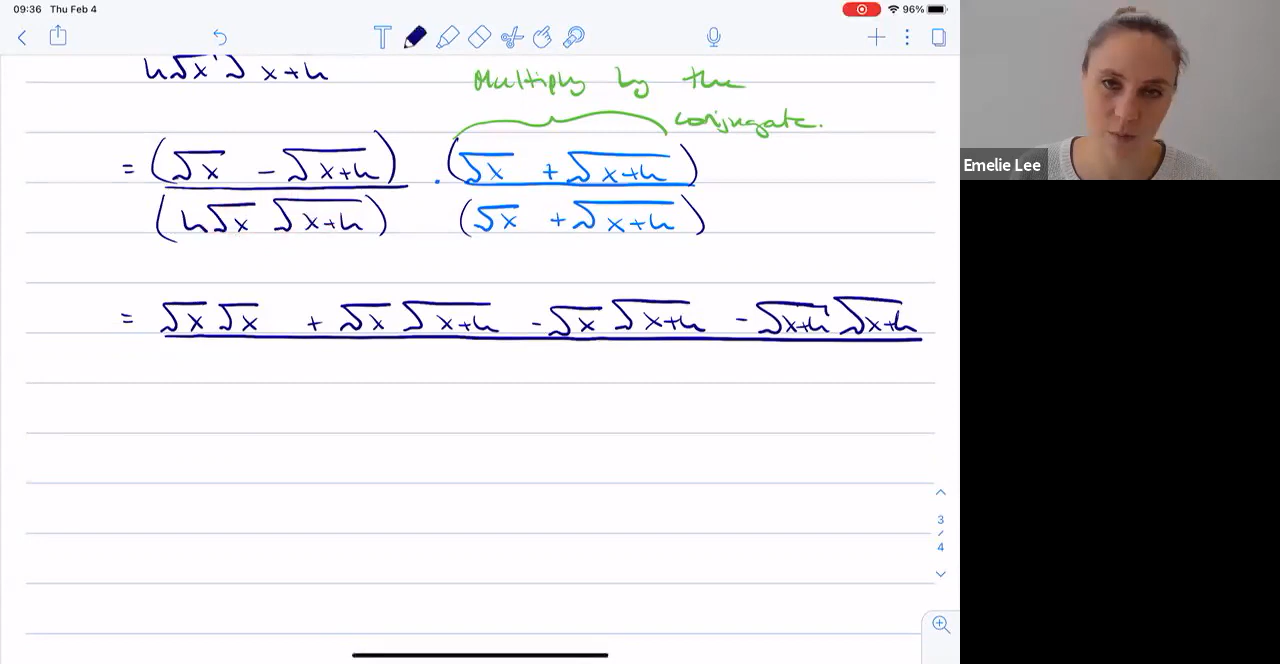 09:36 Thu Feb 4
96%
h√x √x+h
Multiply by the
conjugate.
= (√x - √x+h) . (√x + √x+h)
(h√x √x+h) (√x + √x+h)
= √x √x + √x √x+h - √x √x+h - √x+h √x+h
3
/
4
Emelie Lee